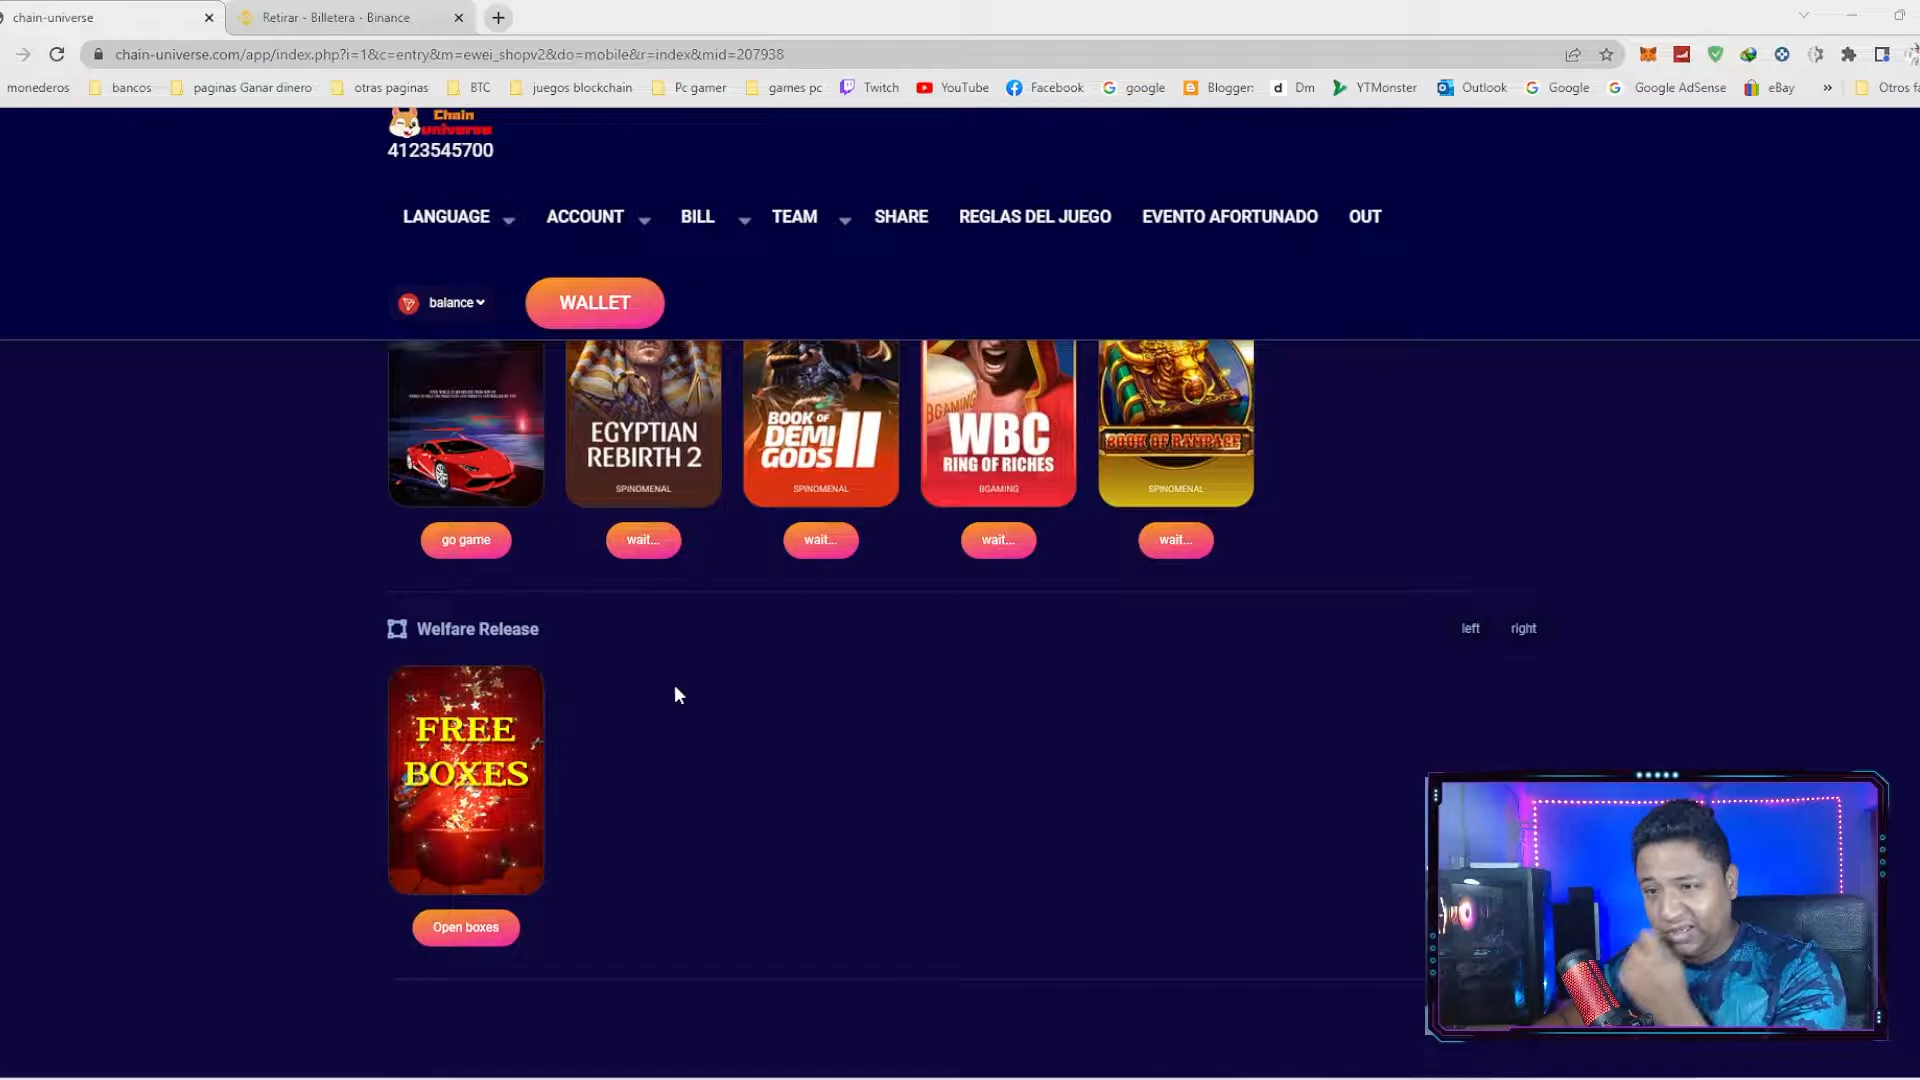 chain-universe
Retirar - Billetera - Binance
chain-universe.com/app/index.php?i=1&c=entry&m=ewei_shopv2&do=mobile&r=index&mid=207938
monederos bancos paginas Ganar dinero otras paginas BTC juegos blockchain Pc gamer games pc Twitch YouTube Facebook google Blogger: Dm YTMonster Outlook Google Google AdSense eBay » Otros
Chain
universe
4123545700
LANGUAGE ACCOUNT BILL TEAM SHARE REGLAS DEL JUEGO EVENTO AFORTUNADO OUT
balance WALLET
EGYPTIAN
REBIRTH 2
SPINOMENAL
BOOK OF
DEMI
GODS II
SPINOMENAL
BGAMING
WBC
RING OF RICHES
BGAMING
BOOK OF RAMPAGE
SPINOMENAL
go game wait... wait... wait... wait...
Welfare Release left right
FREE
BOXES
Open boxes